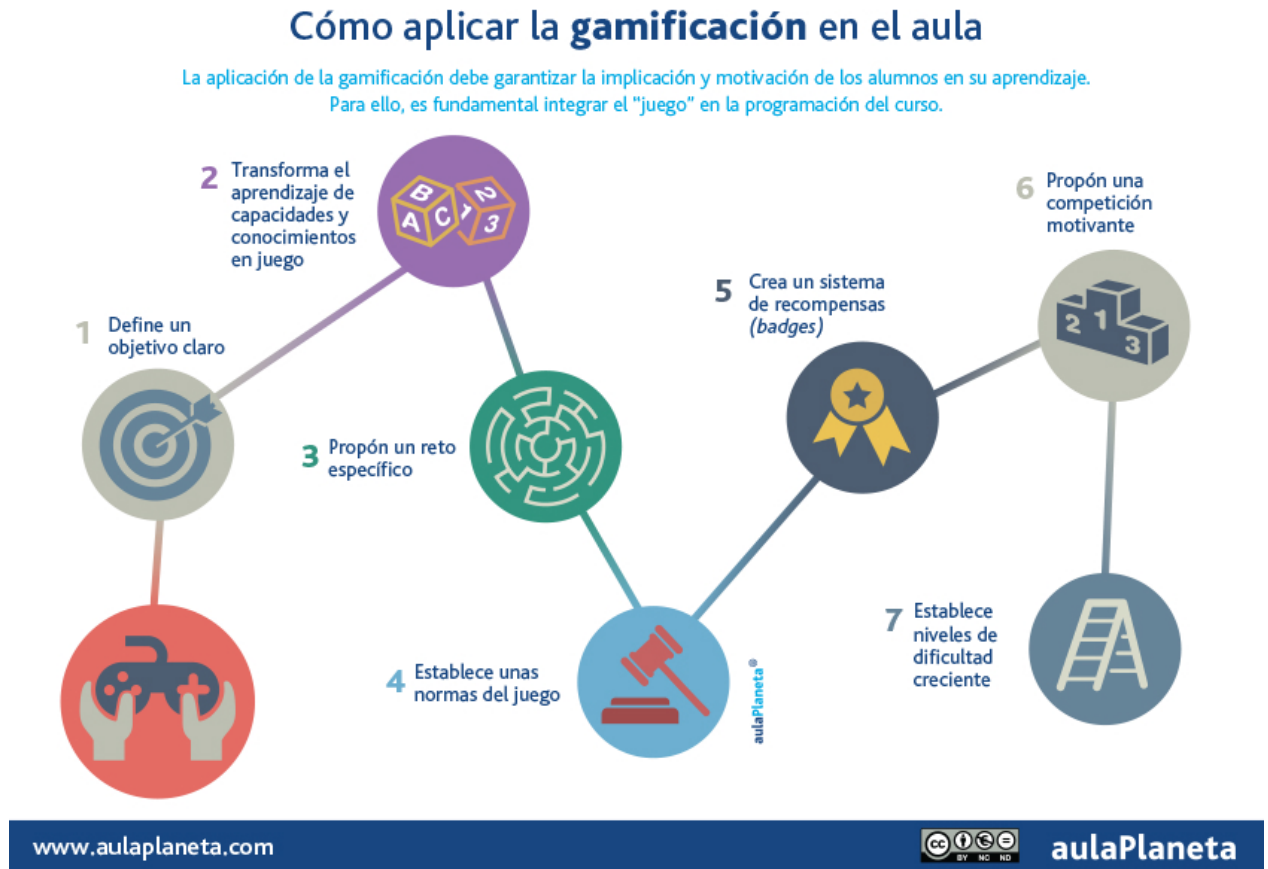 Cómo aplicar la gamificación en el aula
La aplicación de la gamificación debe garantizar la implicación y motivación de los alumnos en su aprendizaje.
Para ello, es fundamental integrar el "juego" en la programación del curso.
1 Define un
objetivo claro
2 Transforma el
aprendizaje de
capacidades y
conocimientos
en juego
B
A C 1 2
3
3 Propón un reto
específico
4 Establece unas
normas del juego
aulaPlaneta®
5 Crea un sistema
de recompensas
(badges)
6 Propón una
competición
motivante
2 1
3
7 Establece
niveles de
dificultad
creciente
www.aulaplaneta.com
cc
BY NC ND
aulaPlaneta